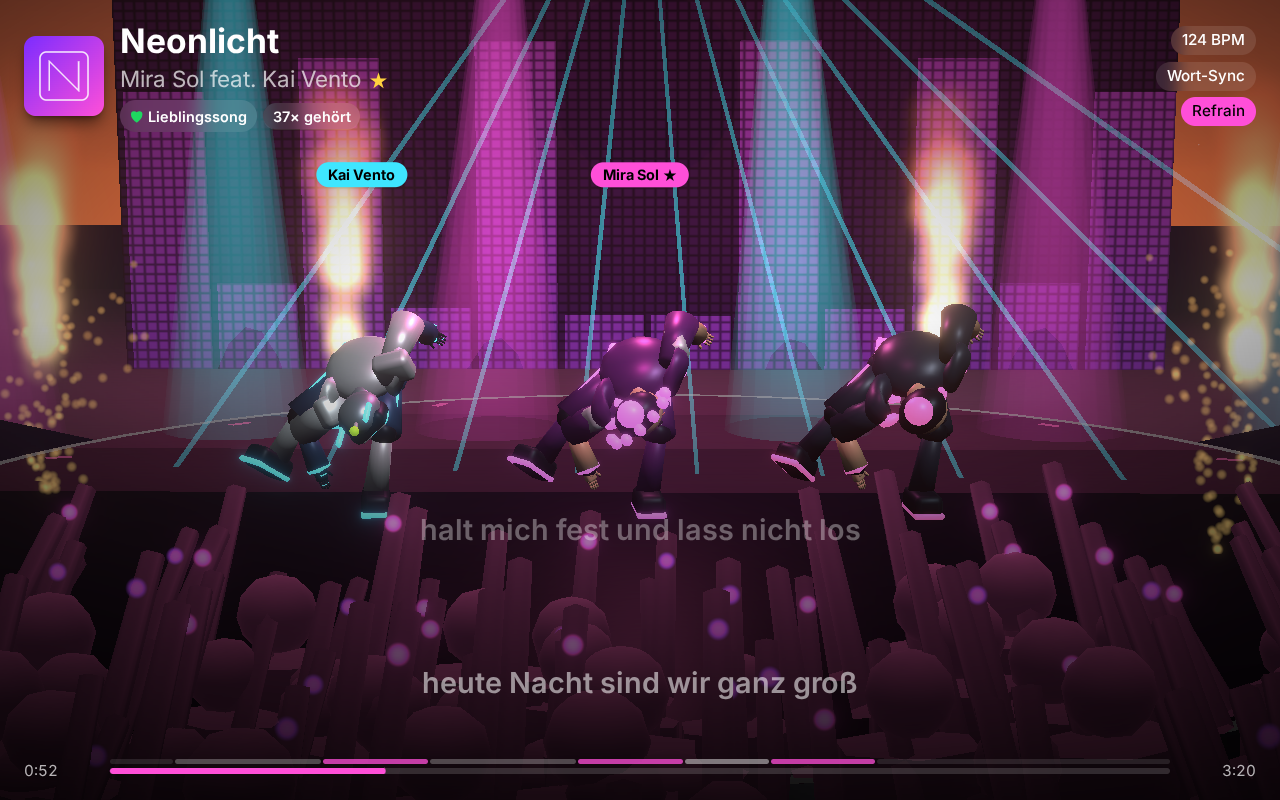 Neonlicht
Mira Sol feat. Kai Vento ★
Lieblingssong
37× gehört
124 BPM
Wort-Sync
Refrain
Kai Vento
Mira Sol ★
halt mich fest und lass nicht los
heute Nacht sind wir ganz groß
0:52
3:20